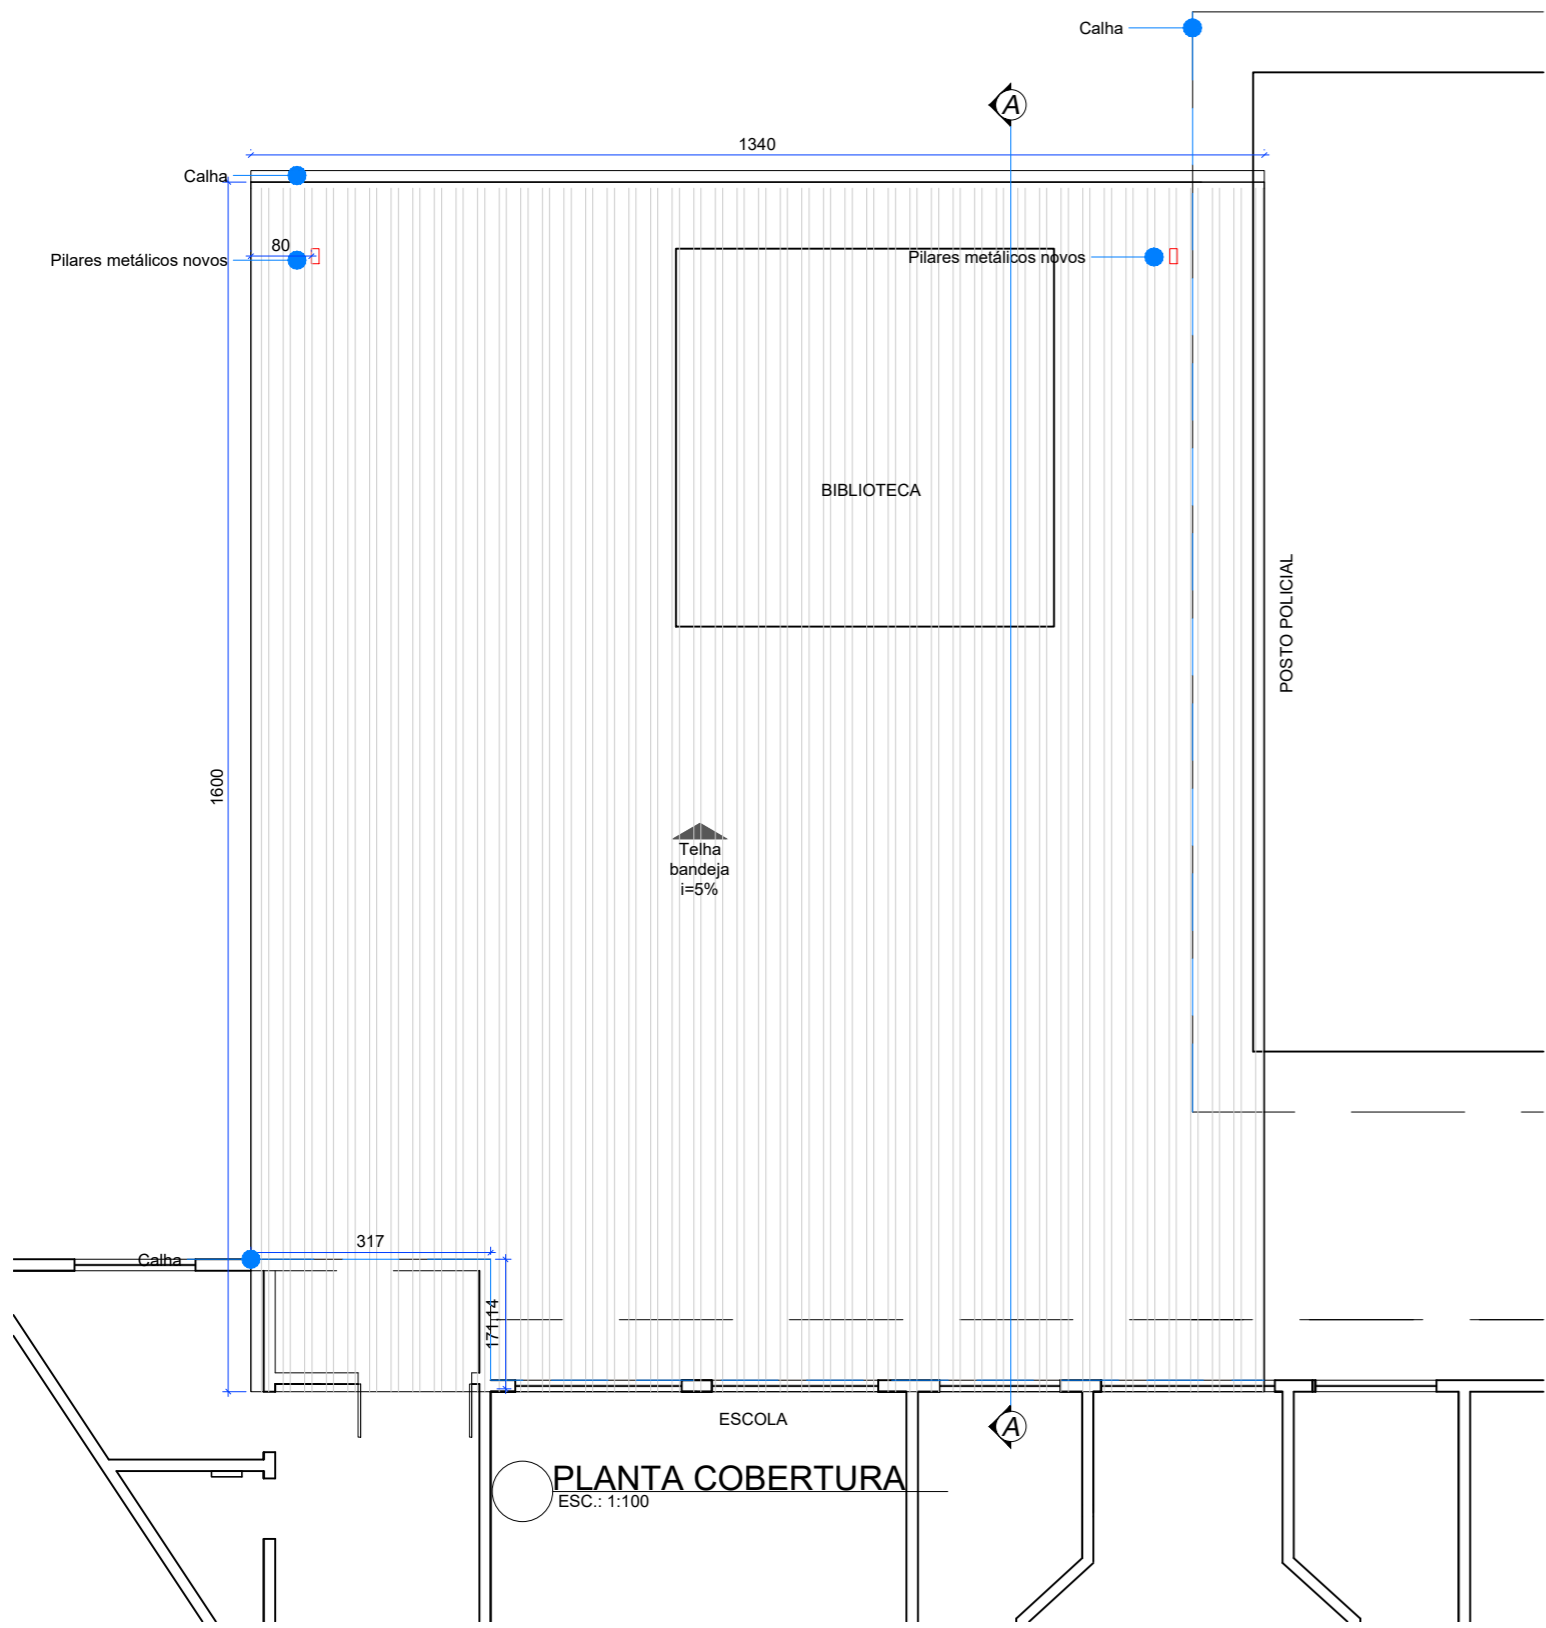 Calha
A
1340
Calha
80
Pilares metálicos novos
Pilares metálicos novos
BIBLIOTECA
POSTO POLICIAL
1600
Telha
bandeja
i=5%
317
Calha
171,14
ESCOLA
A
PLANTA COBERTURA
ESC.: 1:100